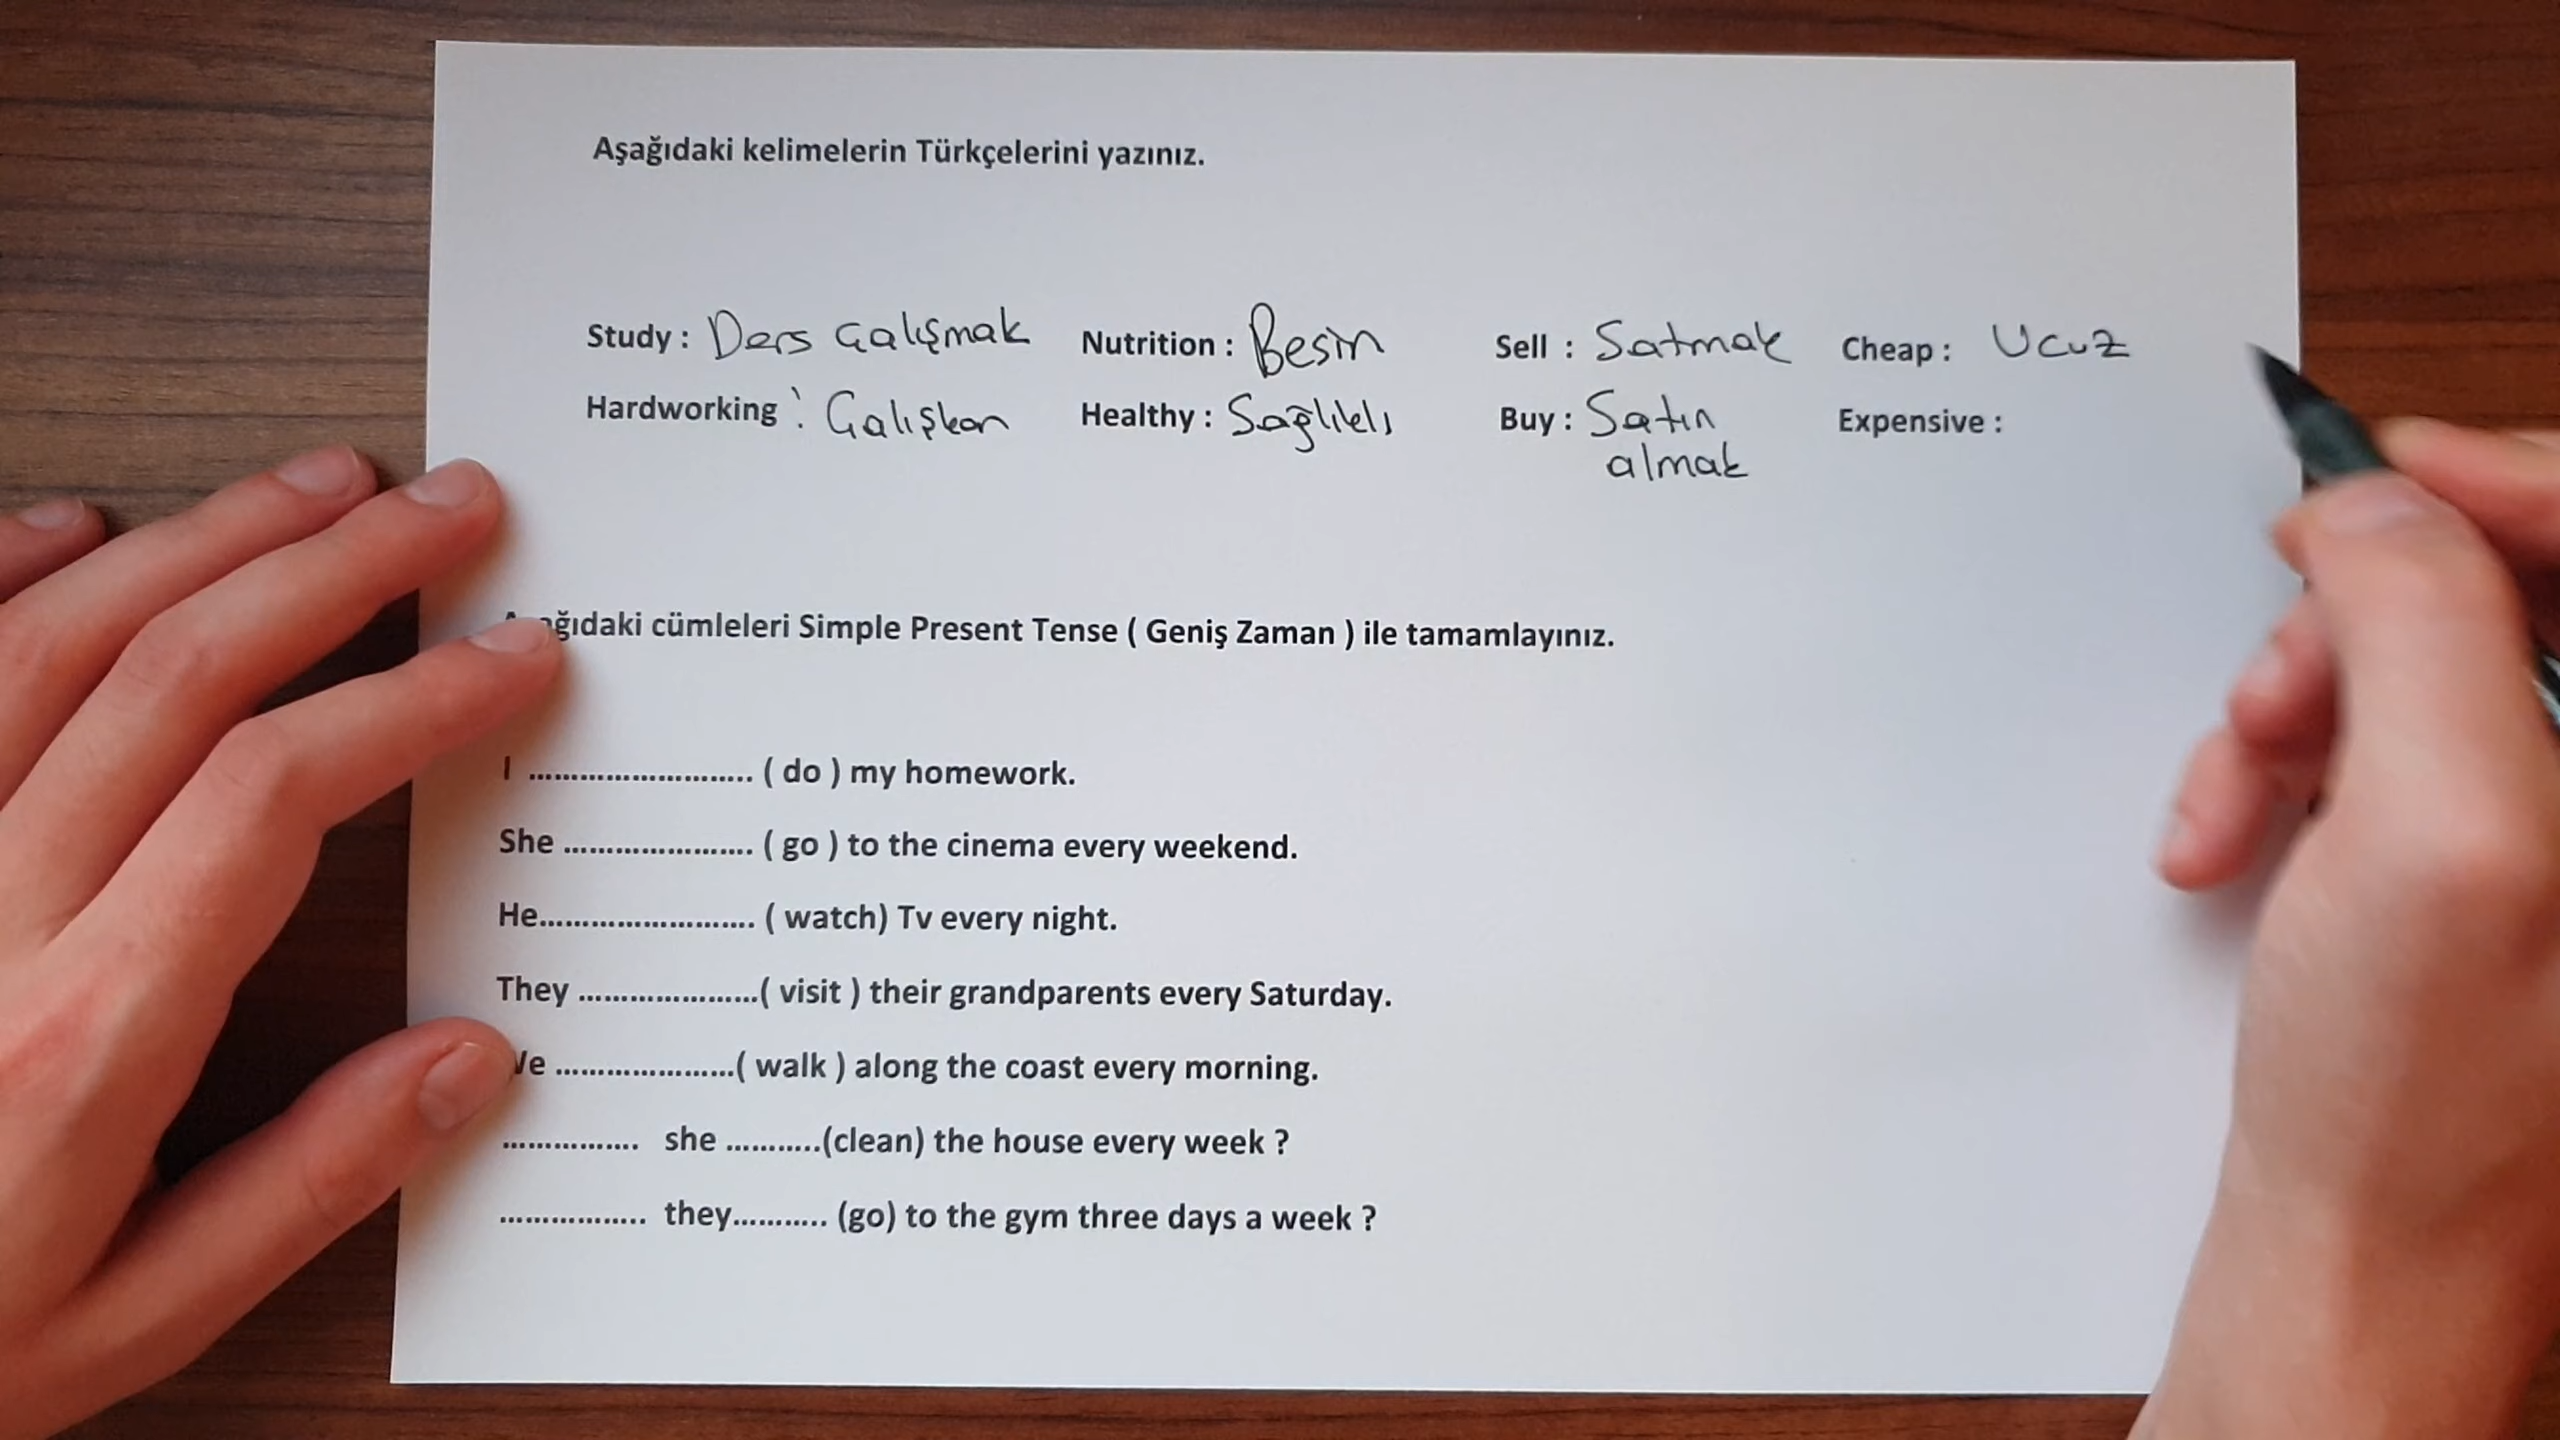 Aşağıdaki kelimelerin Türkçelerini yazınız.
Study : Ders Çalışmak Nutrition : Besin Sell : Satmak Cheap : Ucuz
Hardworking : Çalışkan Healthy : Sağlıklı Buy : Satın almak Expensive :
cümleleri Simple Present Tense ( Geniş Zaman ) ile tamamlayınız.
I .......................... ( do ) my homework.
She ...................... ( go ) to the cinema every weekend.
He......................... ( watch) Tv every night.
They .....................( visit ) their grandparents every Saturday.
We .....................( walk ) along the coast every morning.
................ she ...........(clean) the house every week ?
................. they........... (go) to the gym three days a week ?